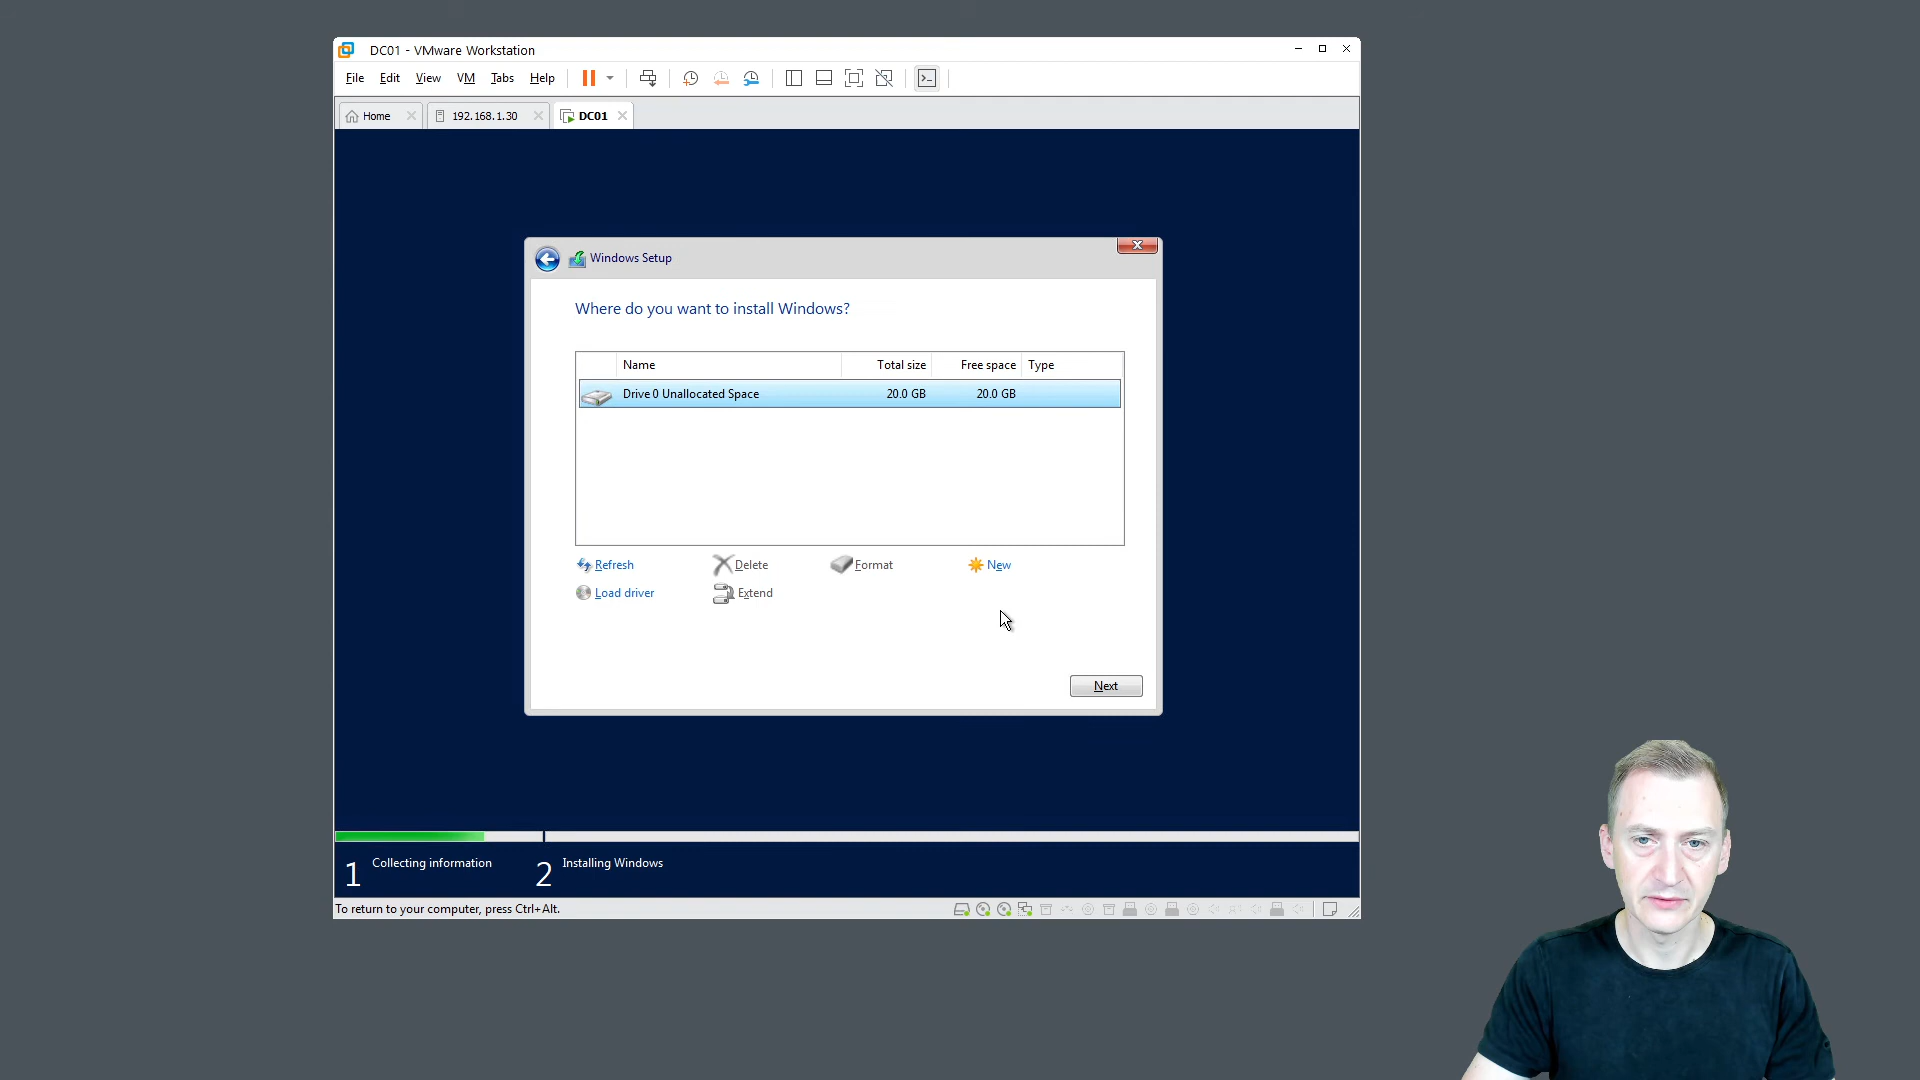 DC01 - VMware Workstation
File Edit View VM Tabs Help
Home 192.168.1.30 DC01
Windows Setup
Where do you want to install Windows?
Name Total size Free space Type
Drive 0 Unallocated Space 20.0 GB 20.0 GB
Refresh Delete Format New
Load driver Extend
Next
1 Collecting information 2 Installing Windows
To return to your computer, press Ctrl+Alt.